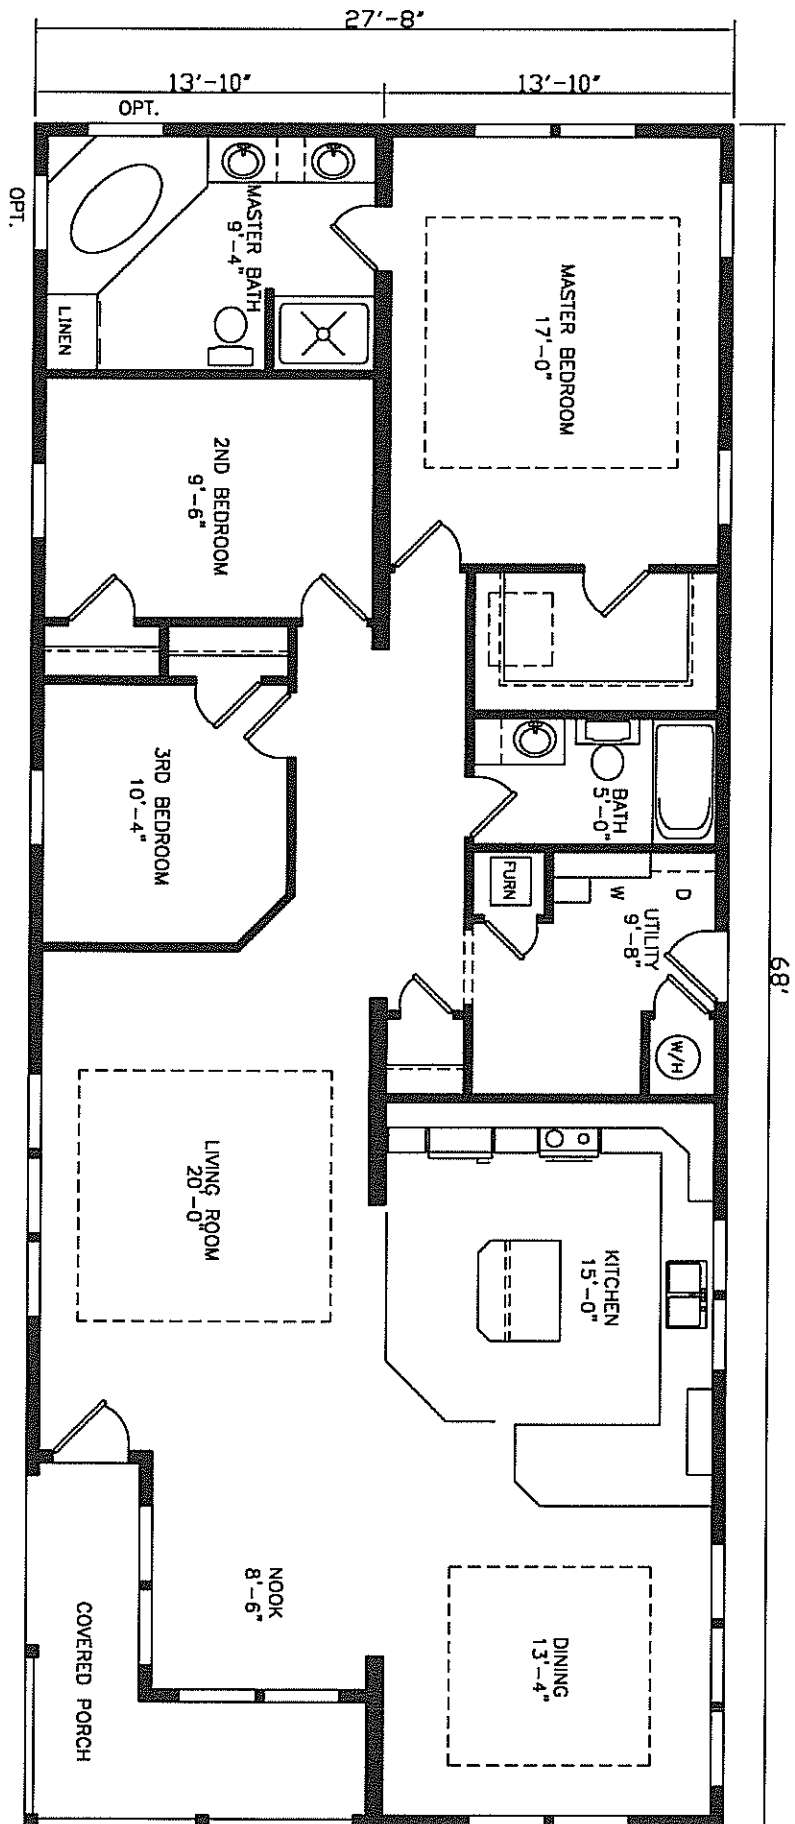 27'-8"
13'-10"
13'-10"
OPT.
OPT.
MASTER BATH
9'-4"
LINEN
MASTER BEDROOM
17'-0"
2ND BEDROOM
9'-6"
3RD BEDROOM
10'-4"
BATH
5'-0"
FURN
W
D
UTILITY
9'-8"
W/H
68'
LIVING ROOM
20'-0"
KITCHEN
15'-0"
NOOK
8'-6"
DINING
13'-4"
COVERED PORCH